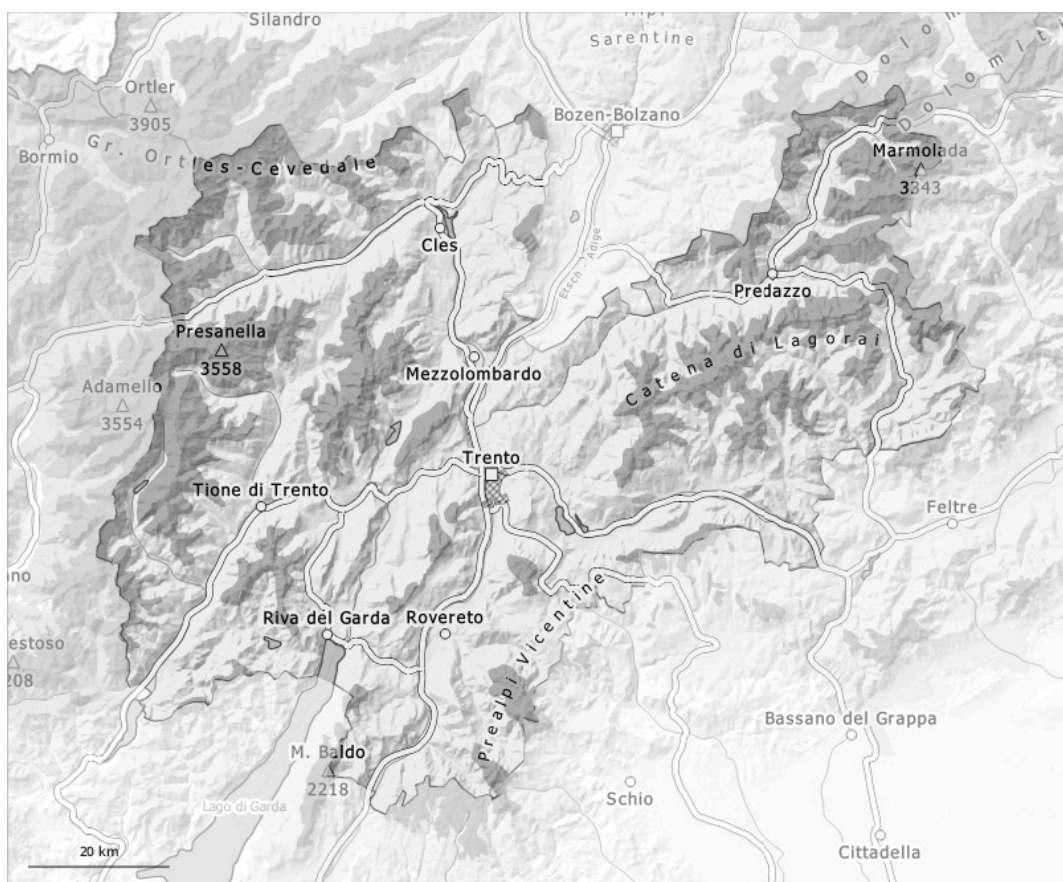 Silandro
Alpi
Sarentine
Ortler
3905
Bozen-Bolzano
Bormio
Gr. Ortles-Cevedale
Marmolada
3343
Cles
Etsch - Adige
Predazzo
Presanella
3558
Catena di Lagorai
Mezzolombardo
Adamello
3554
Trento
Tione di Trento
Feltre
Riva del Garda
Rovereto
Prealpi Vicentine
Bassano del Grappa
M. Baldo
2218
Lago di Garda
Schio
20 km
Cittadella